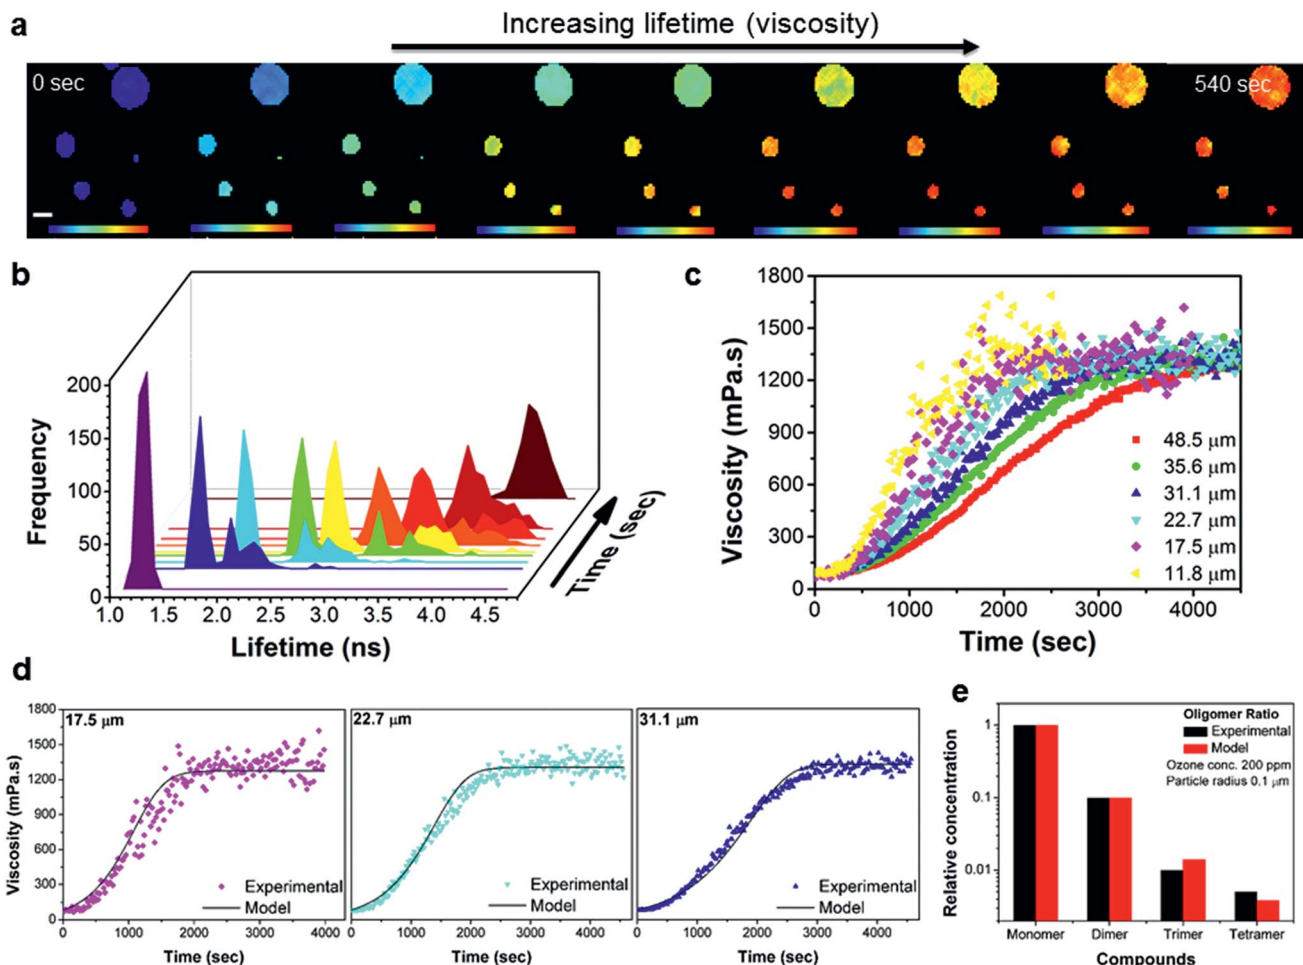 a
Increasing lifetime (viscosity)
0 sec
540 sec
b
200
150
100
50
0
Frequency
1.0 1.5 2.0 2.5 3.0 3.5 4.0 4.5
Lifetime (ns)
Time (sec)
c
1800
1500
1200
900
600
300
0
Viscosity (mPa.s)
48.5 μm
35.6 μm
31.1 μm
22.7 μm
17.5 μm
11.8 μm
0 1000 2000 3000 4000
Time (sec)
d
1800
1500
1200
900
600
300
0
Viscosity (mPa.s)
17.5 μm
Experimental
Model
0 1000 2000 3000 4000
Time (sec)
22.7 μm
Experimental
Model
0 1000 2000 3000 4000
Time (sec)
31.1 μm
Experimental
Model
0 1000 2000 3000 4000
Time (sec)
e
Relative concentration
1
0.1
0.01
Oligomer Ratio
Experimental
Model
Ozone conc. 200 ppm
Particle radius 0.1 μm
Monomer Dimer Trimer Tetramer
Compounds